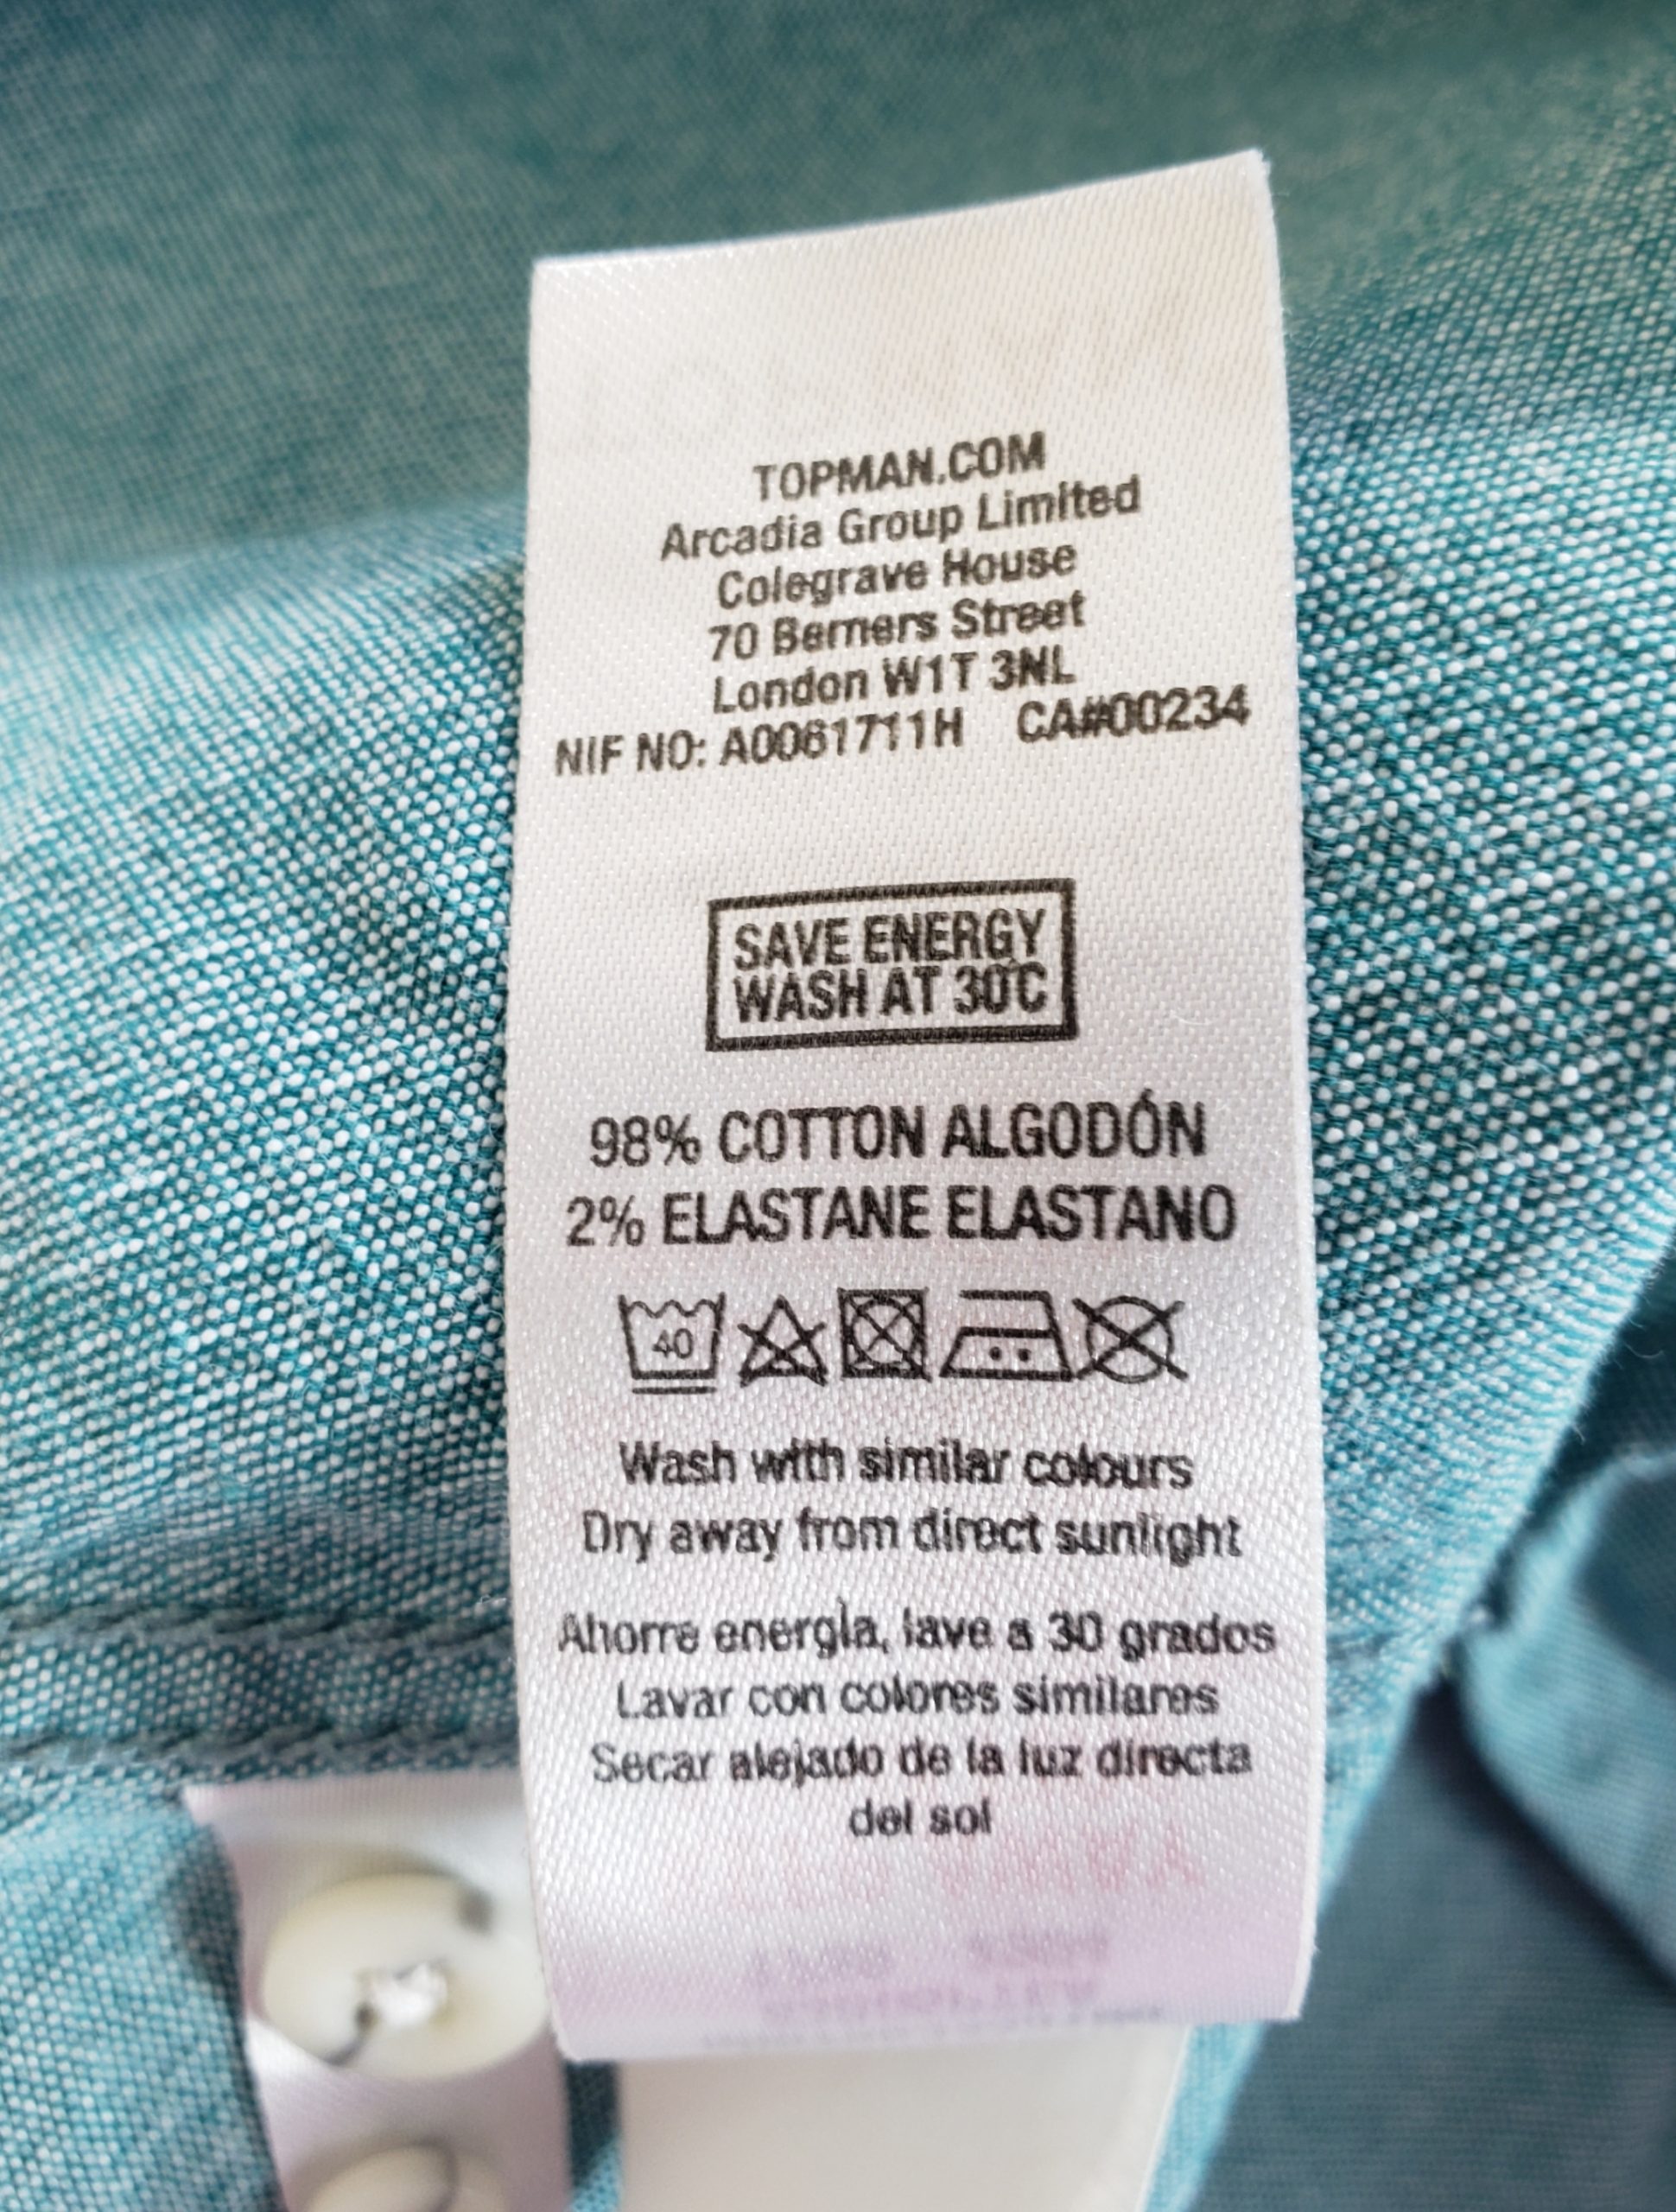 TOPMAN.COM
Arcadia Group Limited
Colegrave House
70 Berners Street
London W1T 3NL
NIF NO: A0061711H CA#00234
SAVE ENERGY
WASH AT 30°C
98% COTTON ALGODÓN
2% ELASTANE ELASTANO
40
Wash with similar colours
Dry away from direct sunlight
Ahorre energìa, lave a 30 grados
Lavar con colores similares
Secar alejado de la luz directa
del sol